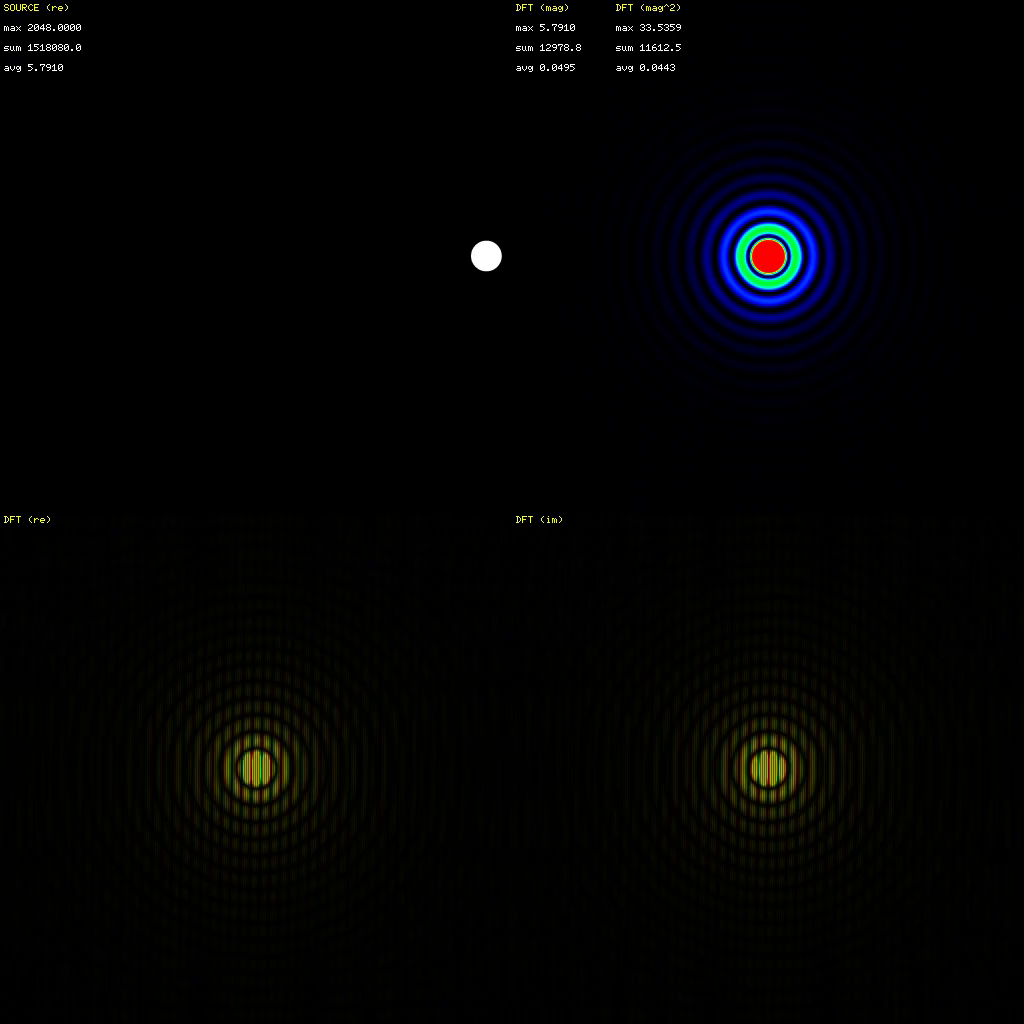 SOURCE (re)
max 2048.0000
sum 1518080.0
avg 5.7910
DFT (mag)
max 5.7910
sum 12978.8
avg 0.0495
DFT (mag^2)
max 33.5359
sum 11612.5
avg 0.0443
DFT (re)
DFT (im)